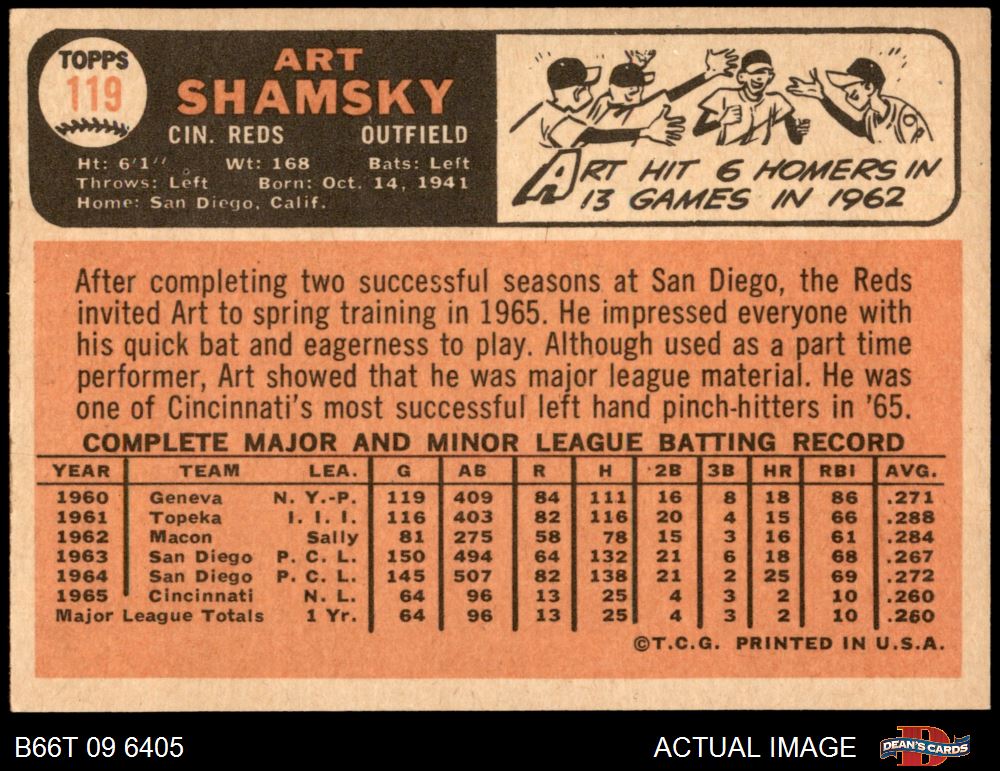 TOPPS
119
ART
SHAMSKY
CIN. REDS OUTFIELD
Ht: 6'1" Wt: 168 Bats: Left
Throws: Left Born: Oct. 14, 1941
Home: San Diego, Calif.
ART HIT 6 HOMERS IN
13 GAMES IN 1962
After completing two successful seasons at San Diego, the Reds
invited Art to spring training in 1965. He impressed everyone with
his quick bat and eagerness to play. Although used as a part time
performer, Art showed that he was major league material. He was
one of Cincinnati's most successful left hand pinch-hitters in '65.
COMPLETE MAJOR AND MINOR LEAGUE BATTING RECORD
YEAR TEAM LEA. G AB R H 2B 3B HR RBI AVG.
1960 Geneva N. Y.-P. 119 409 84 111 16 8 18 86 .271
1961 Topeka I. I. I. 116 403 82 116 20 4 15 66 .288
1962 Macon Sally 81 275 58 78 15 3 16 61 .284
1963 San Diego P. C. L. 150 494 64 132 21 6 18 68 .267
1964 San Diego P. C. L. 145 507 82 138 21 2 25 69 .272
1965 Cincinnati N. L. 64 96 13 25 4 3 2 10 .260
Major League Totals 1 Yr. 64 96 13 25 4 3 2 10 .260
©T.C.G. PRINTED IN U.S.A.
B66T 09 6405 ACTUAL IMAGE DEAN'S CARDS